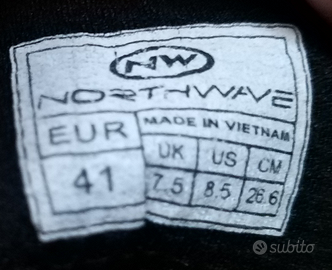 NW
NORTHWAVE
EUR MADE IN VIETNAM
UK US CM
41 7.5 8.5 26.6
subito